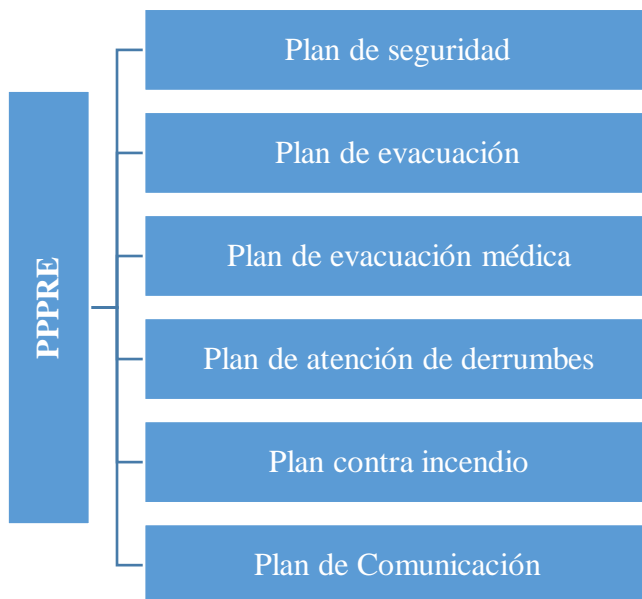 PPPRE
Plan de seguridad
Plan de evacuación
Plan de evacuación médica
Plan de atención de derrumbes
Plan contra incendio
Plan de Comunicación